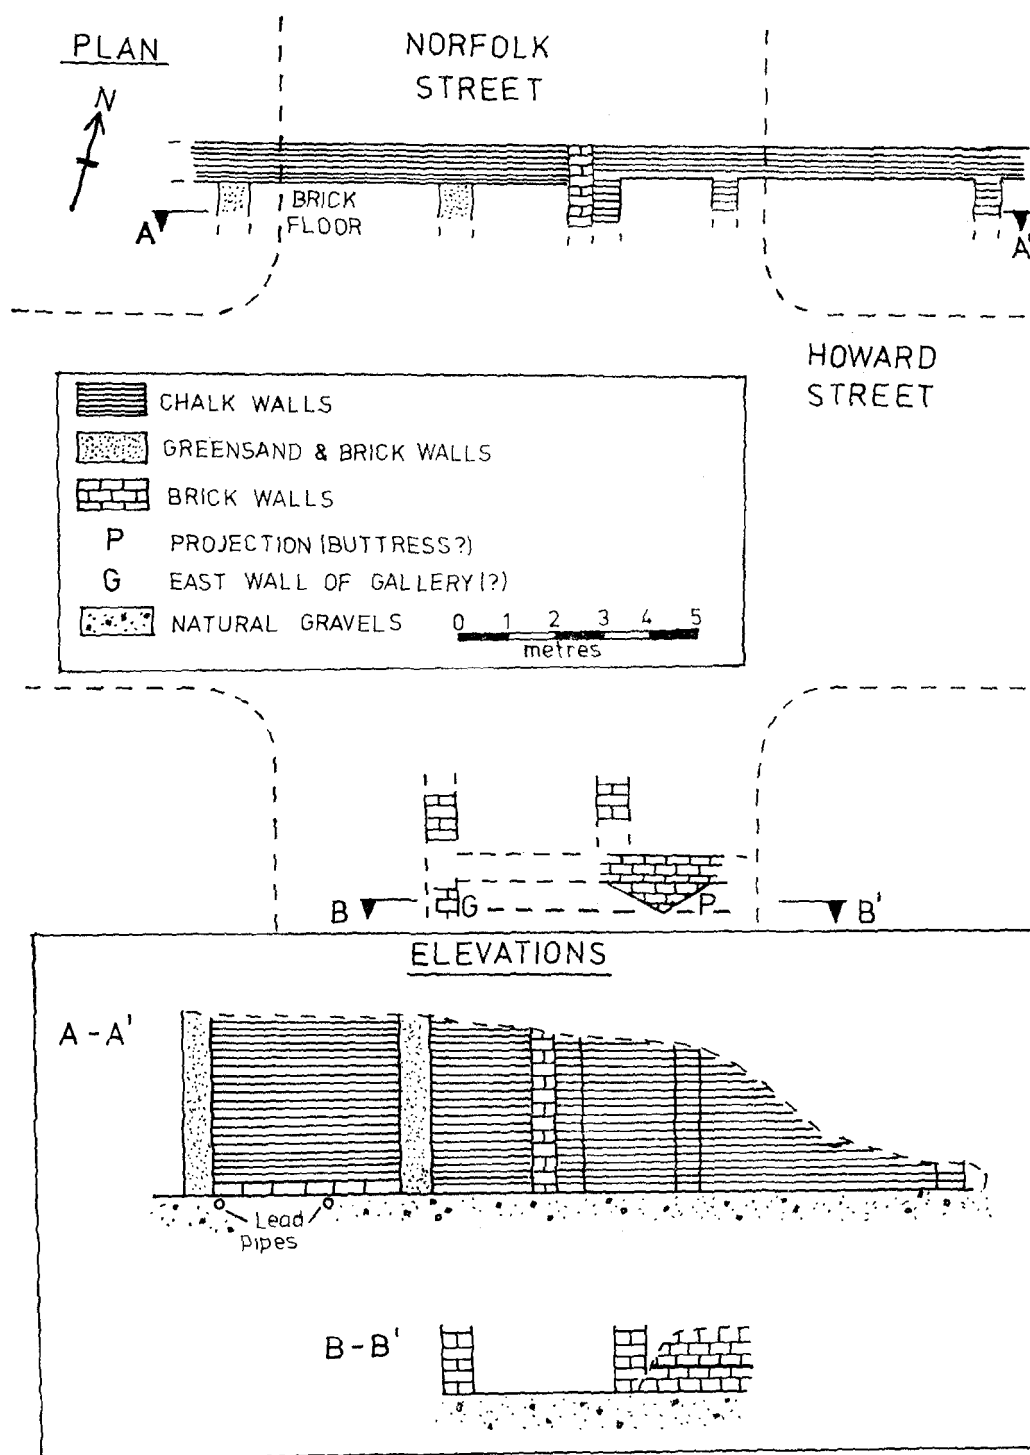 PLAN
NORFOLK
STREET
N
BRICK
FLOOR
A
A'
HOWARD
STREET
CHALK WALLS
GREENSAND & BRICK WALLS
BRICK WALLS
P PROJECTION (BUTTRESS?)
G EAST WALL OF GALLERY (?)
NATURAL GRAVELS
0 1 2 3 4 5
metres
B
G
P
B'
ELEVATIONS
A-A'
Lead
Pipes
B-B'